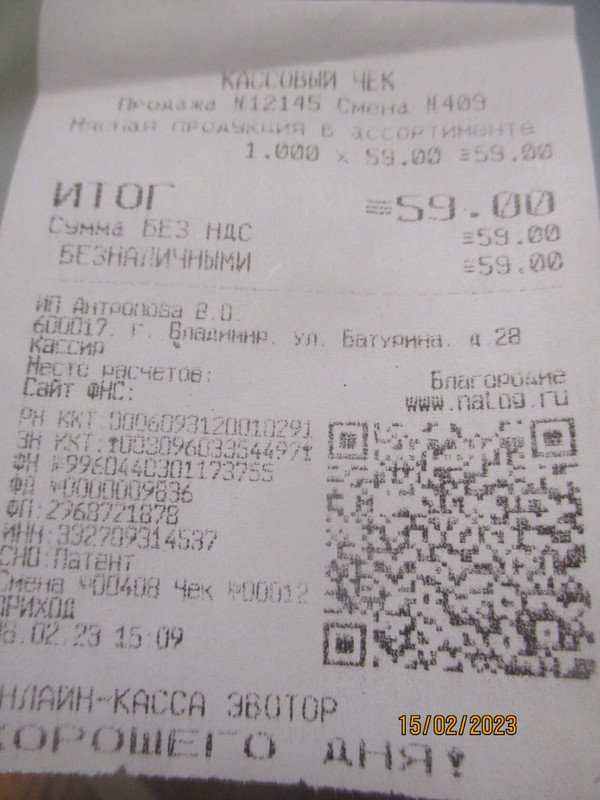 КАССОВЫЙ ЧЕК
Продажа N12145 Смена N409
Мясная продукция в ассортименте
1.000 x 59.00 ≡59.00
ИТОГ ≡59.00
Сумма БЕЗ НДС ≡59.00
БЕЗНАЛИЧНЫМИ ≡59.00
ИП Антропова В.О.
600017, г. Владимир, ул. Батурина, д 28
Кассир
Место расчетов: Благородие
Сайт ФНС: www.nalog.ru
РН ККТ:0006093120010291
ЗН ККТ:
ФН №9960440301173755
ФД №0000009836
ФП:2968721878
ИНН:332709314537
СНО:Патент
Смена №00408 Чек №00012
ПРИХОД
8.02.23 15:09
НЛАЙН-КАССА ЭВОТОР
ХОРОШЕГО ДНЯ!
15/02/2023